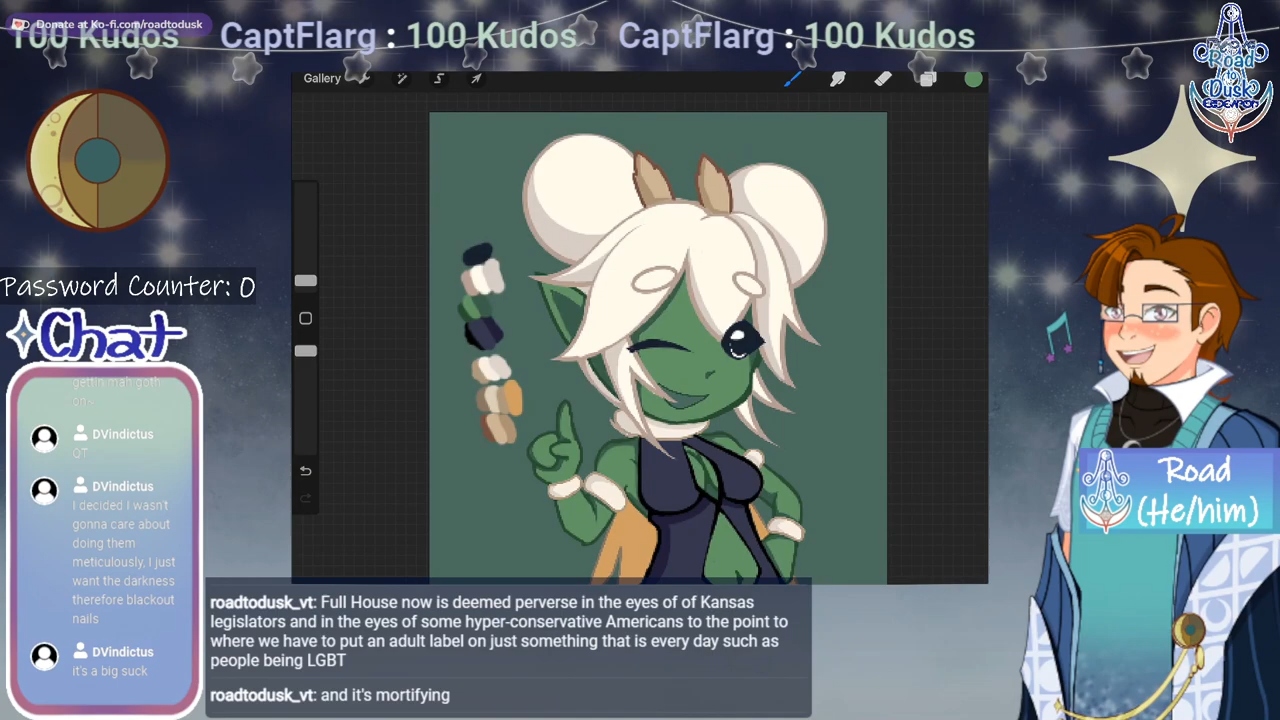 Donate at Ko-fi.com/roadtodusk
100 Kudos CaptFlarg : 100 Kudos CaptFlarg : 100 Kudos
Road
to
Dusk
Gallery
Password Counter: 0
Chat
gettin mah goth
on~
DVindictus
QT
DVindictus
I decided I wasn't
gonna care about
doing them
meticulously, I just
want the darkness
therefore blackout
nails
DVindictus
it's a big suck
Road
(He/him)
roadtodusk_vt: Full House now is deemed perverse in the eyes of of Kansas
legislators and in the eyes of some hyper-conservative Americans to the point to
where we have to put an adult label on just something that is every day such as
people being LGBT
roadtodusk_vt: and it's mortifying